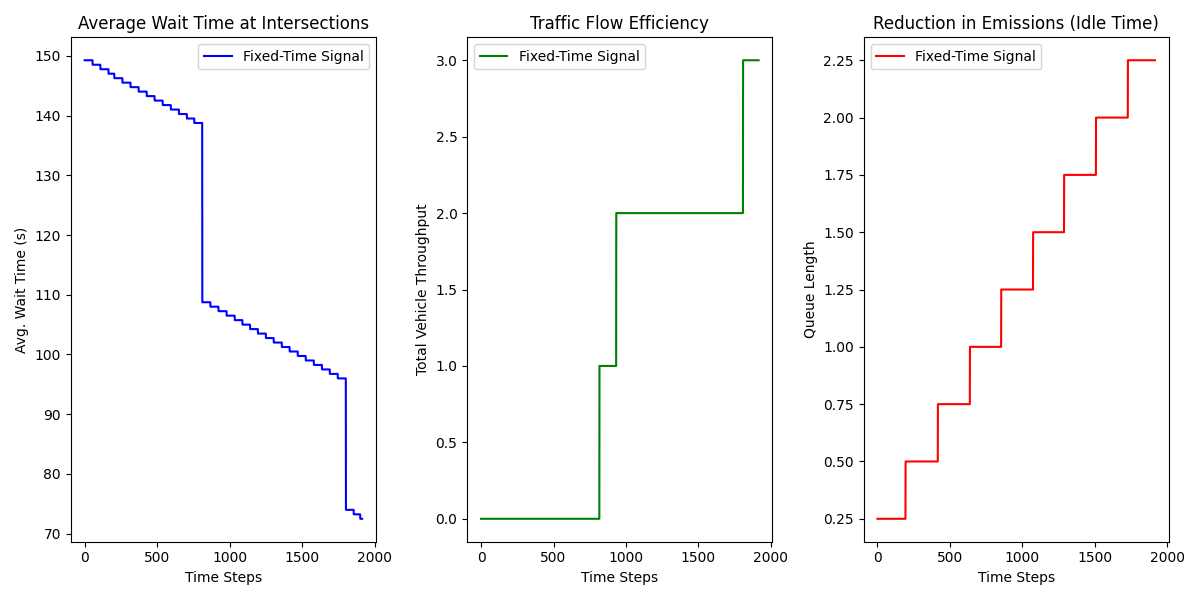 Average Wait Time at Intersections
Fixed-Time Signal
Avg. Wait Time (s)
150
140
130
120
110
100
90
80
70
0 500 1000 1500 2000
Time Steps
Traffic Flow Efficiency
Fixed-Time Signal
Total Vehicle Throughput
3.0
2.5
2.0
1.5
1.0
0.5
0.0
0 500 1000 1500 2000
Time Steps
Reduction in Emissions (Idle Time)
Fixed-Time Signal
Queue Length
2.25
2.00
1.75
1.50
1.25
1.00
0.75
0.50
0.25
0 500 1000 1500 2000
Time Steps